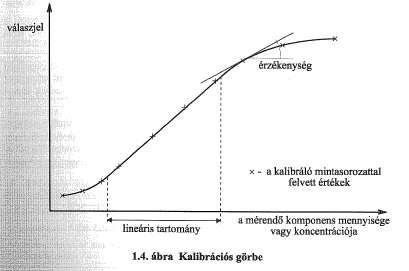 válaszjel
érzékenység
× - a kalibráló mintasorozattal
felvett értékek
lineáris tartomány
a mérendő komponens mennyisége
vagy koncentrációja
1.4. ábra Kalibrációs görbe